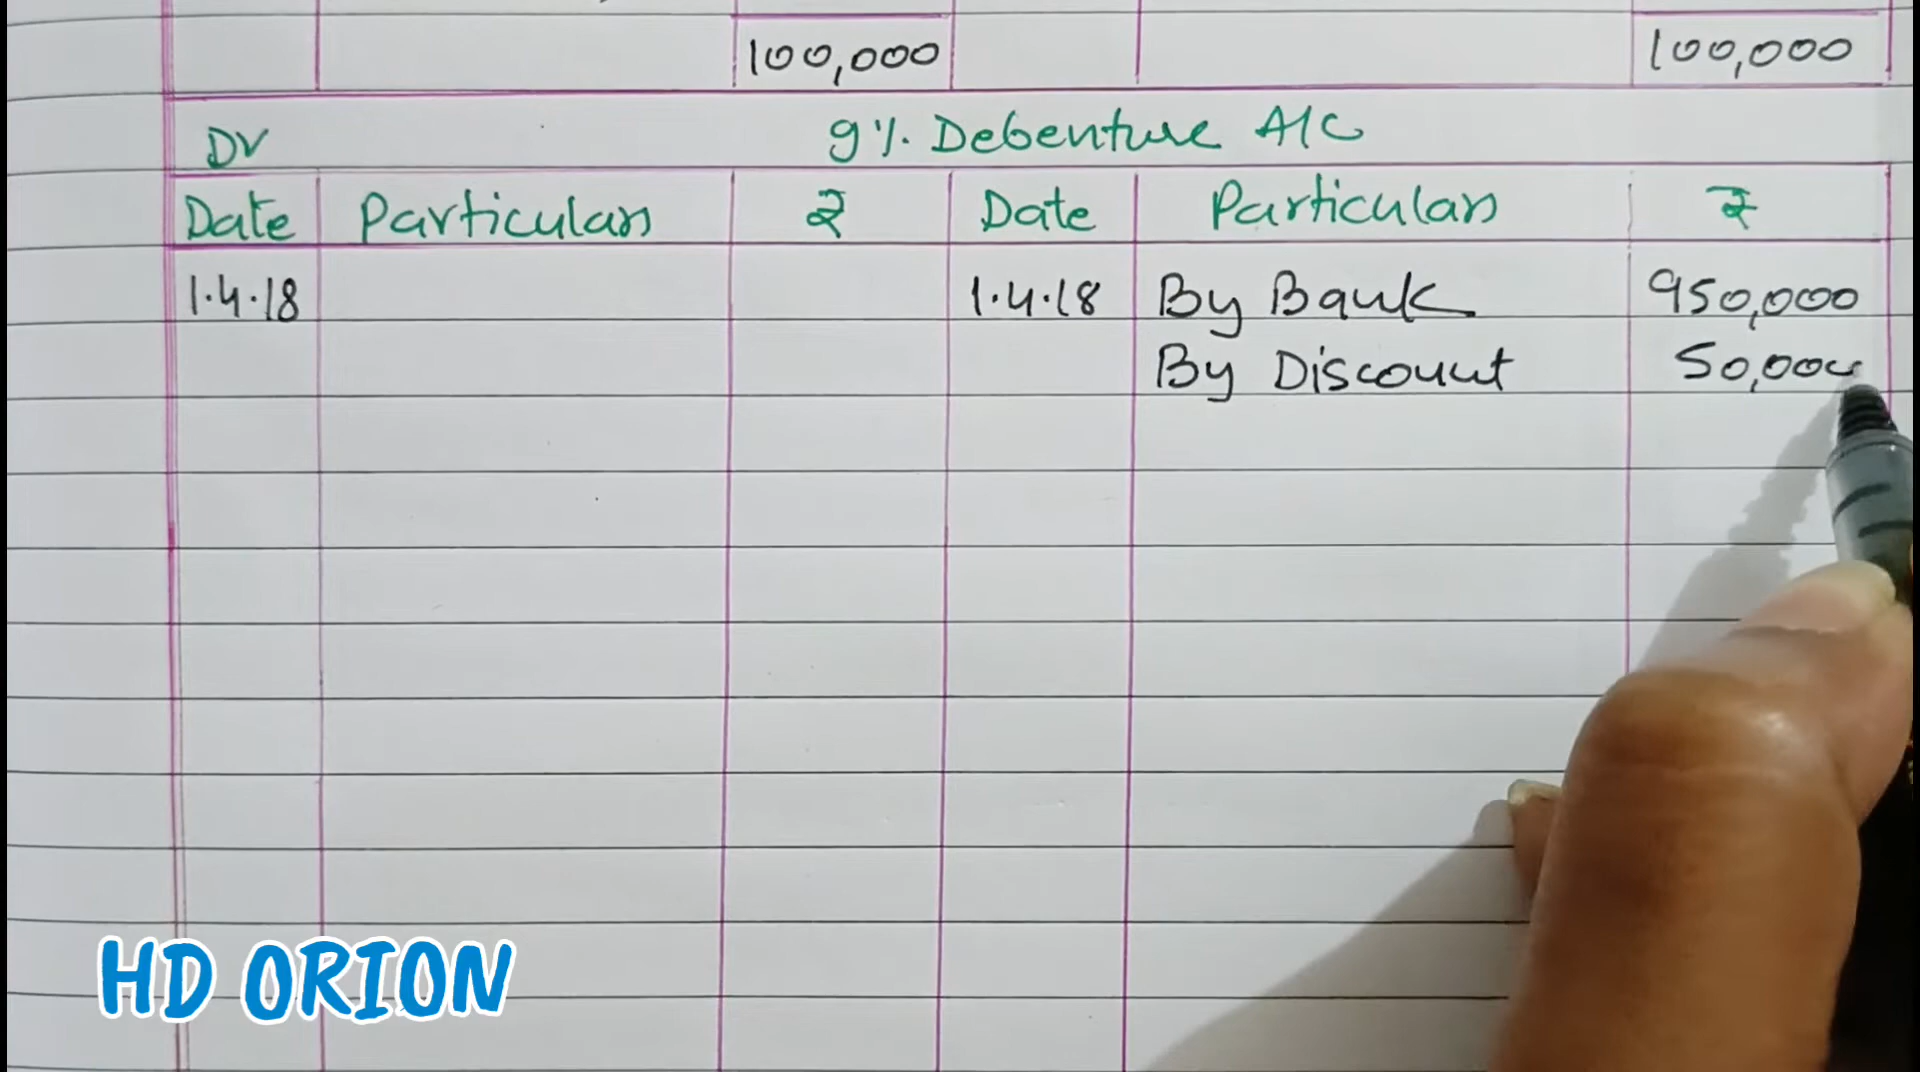 100,000 100,000
Dr 9% Debenture A/C
Date Particulars ₹ Date Particulars ₹
1.4.18 1.4.18 By Bank 950,000
By Discount 50,000
HD ORION